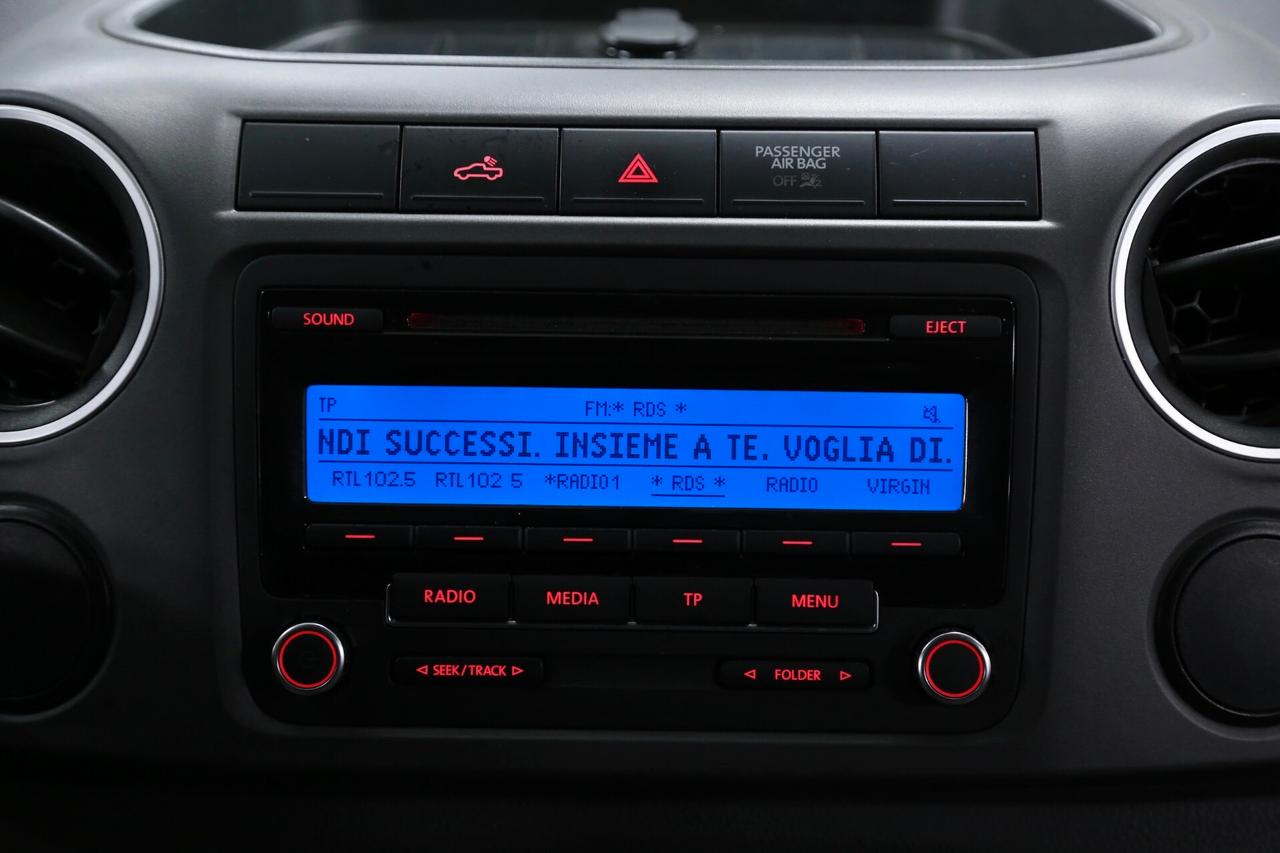 PASSENGER
AIR BAG
OFF
SOUND
EJECT
TP FM:* RDS *
NDI SUCCESSI. INSIEME A TE. VOGLIA DI.
RTL102.5 RTL102 5 *RADIO1 * RDS * RADIO VIRGIN
RADIO MEDIA TP MENU
SEEK/TRACK FOLDER